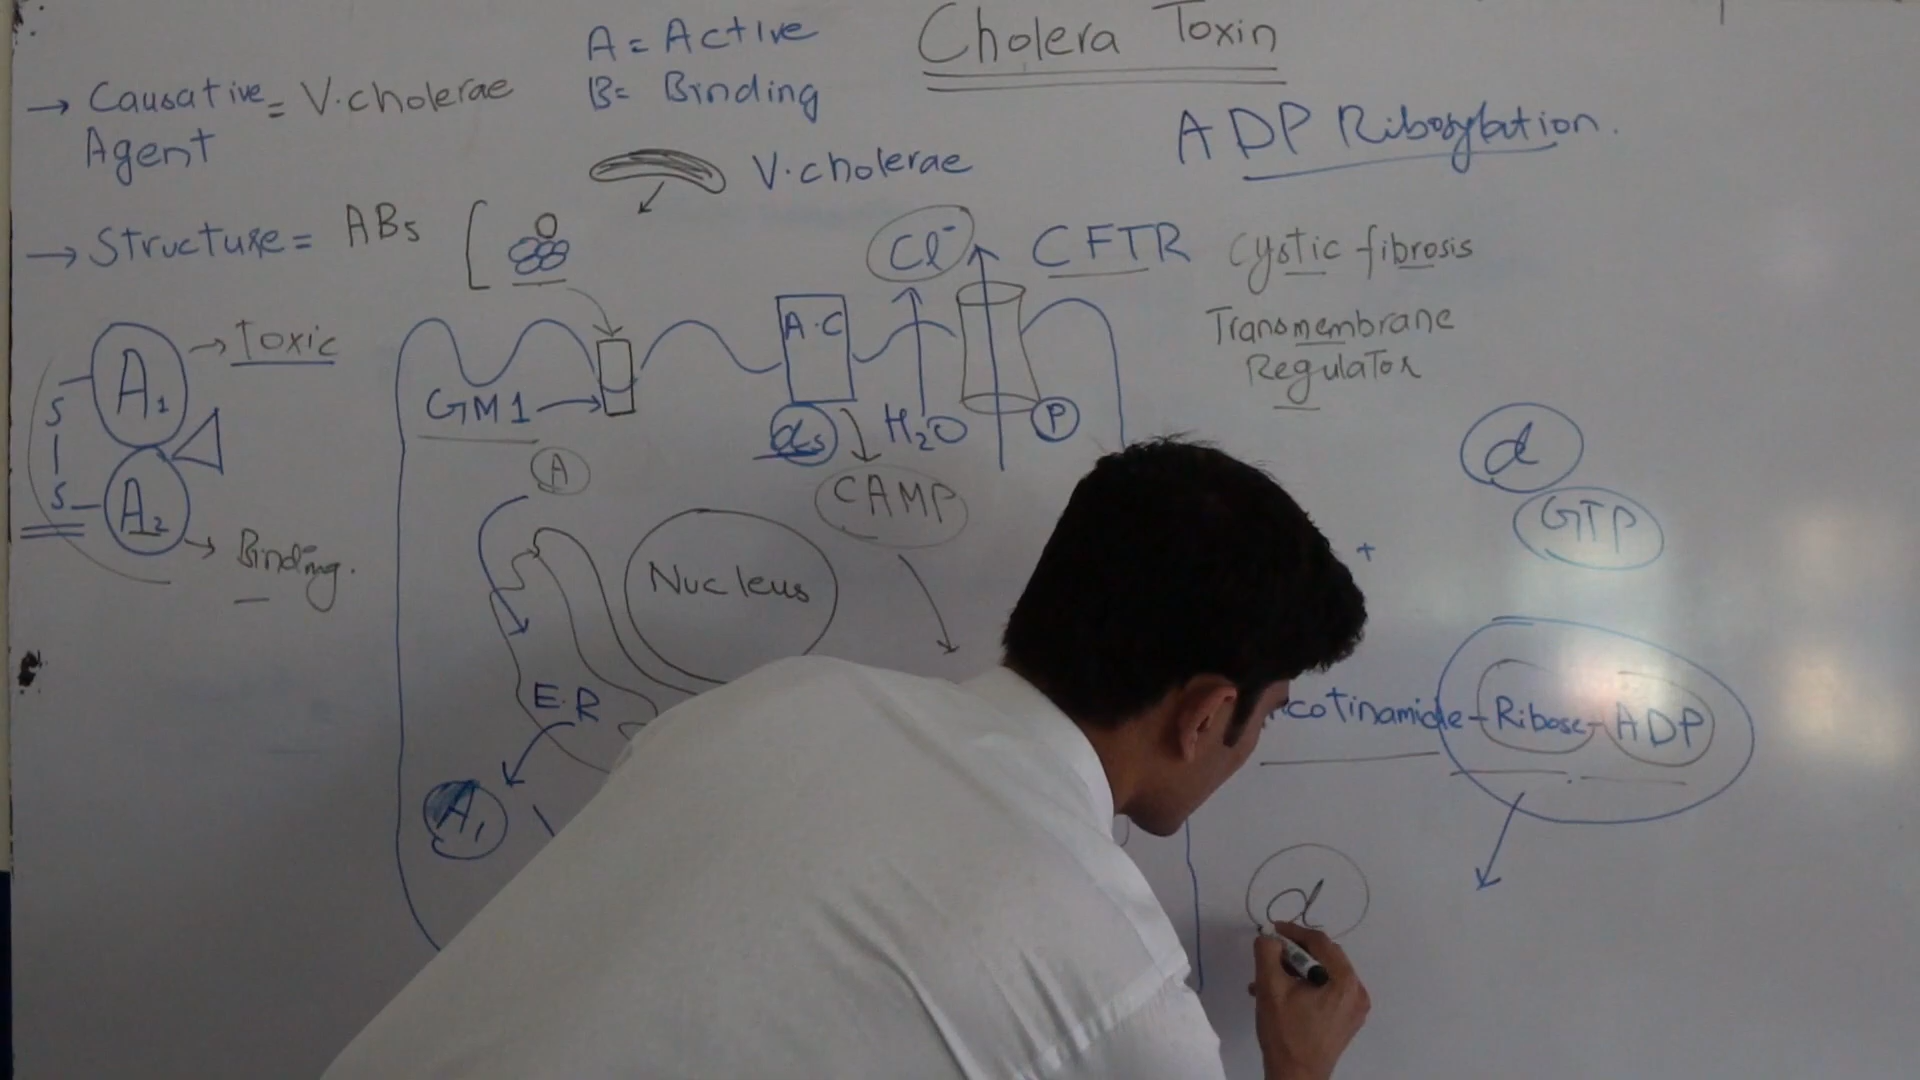 Cholera Toxin
A = Active
B = Binding
→ Causative = V.cholerae
Agent
ADP Ribosylation.
V.cholerae
→ Structure = AB5
Cl-
CFTR Cystic fibrosis
Transmembrane
Regulator
A1 → Toxic
S
S
A2 → Binding.
A.C
GM1
αs
H2O
P
A
CAMP
Nucleus
E.R
A1
α
GTP
+
Ribose-ADP
α